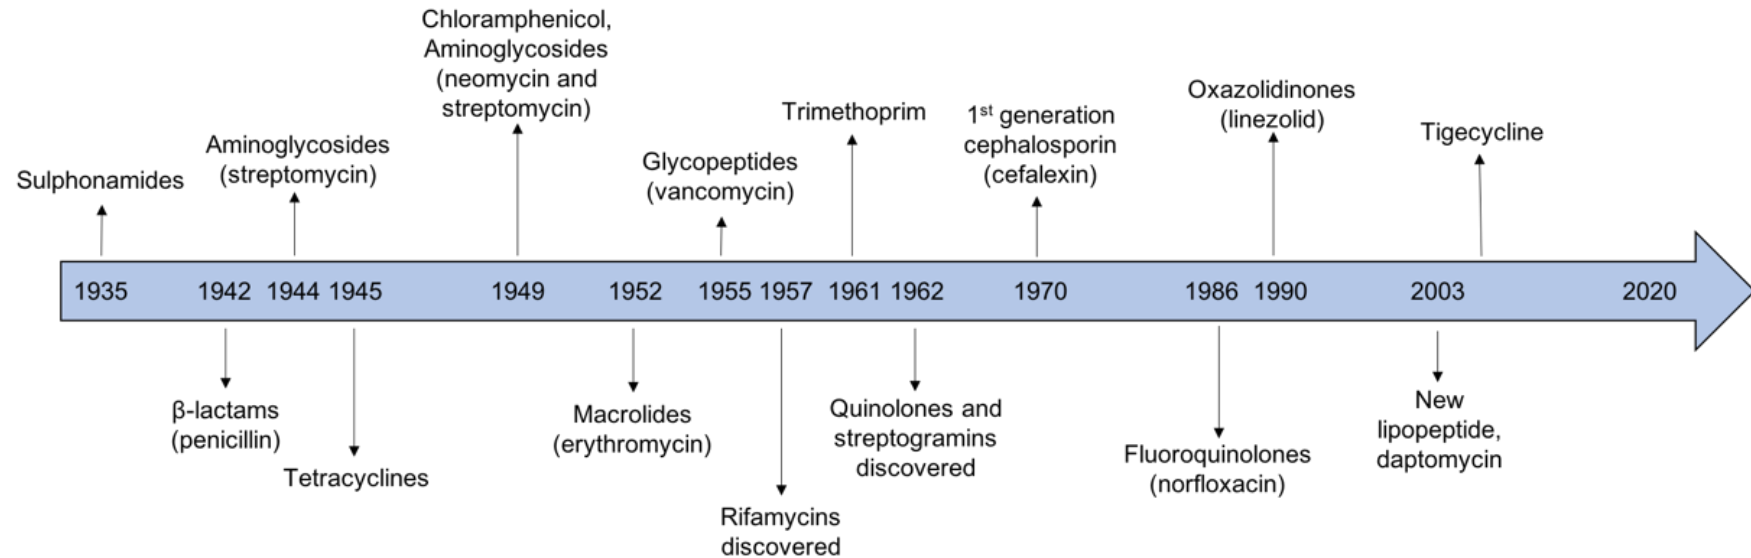 Chloramphenicol,
Aminoglycosides
(neomycin and
streptomycin)
Oxazolidinones
(linezolid)
Trimethoprim
1st generation
cephalosporin
(cefalexin)
Tigecycline
Aminoglycosides
(streptomycin)
Glycopeptides
(vancomycin)
Sulphonamides
1935 1942 1944 1945 1949 1952 1955 1957 1961 1962 1970 1986 1990 2003 2020
β-lactams
(penicillin)
Tetracyclines
Macrolides
(erythromycin)
Rifamycins
discovered
Quinolones and
streptogramins
discovered
Fluoroquinolones
(norfloxacin)
New
lipopeptide,
daptomycin